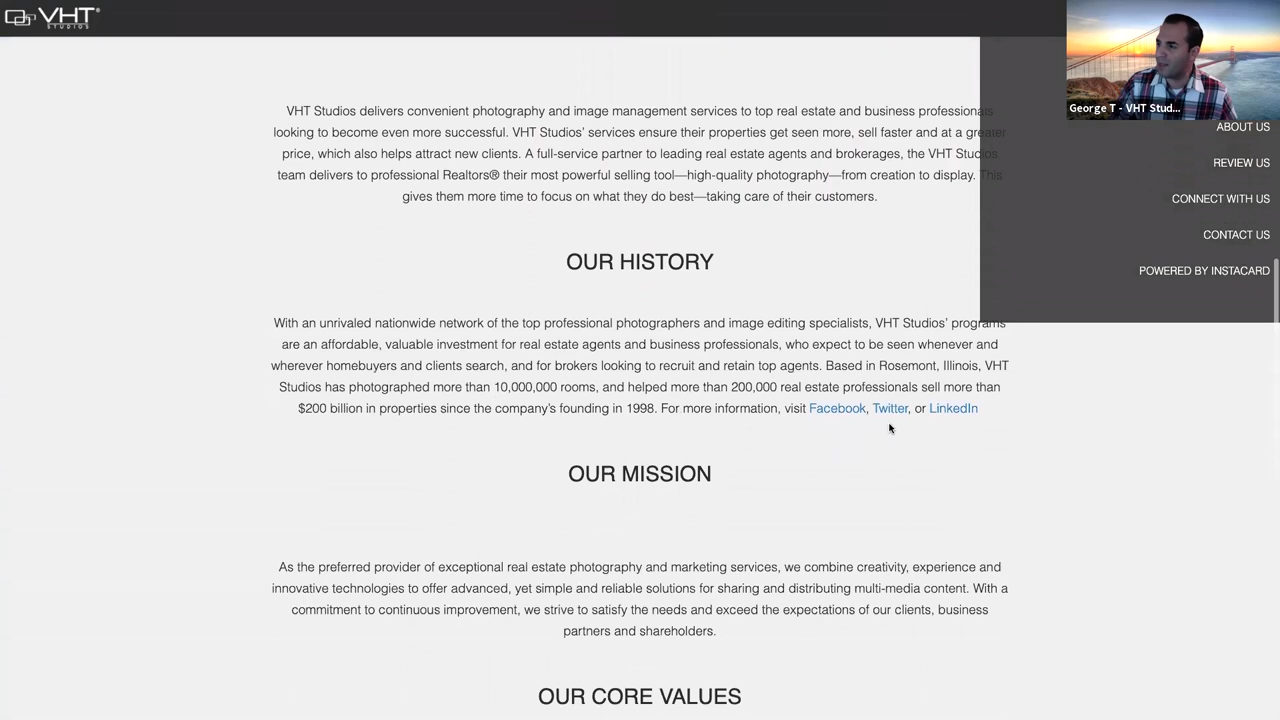 VHT®
STUDIOS
George T - VHT Stud...
ABOUT US
REVIEW US
CONNECT WITH US
CONTACT US
POWERED BY INSTACARD
VHT Studios delivers convenient photography and image management services to top real estate and business professionals
looking to become even more successful. VHT Studios’ services ensure their properties get seen more, sell faster and at a greater
price, which also helps attract new clients. A full-service partner to leading real estate agents and brokerages, the VHT Studios
team delivers to professional Realtors® their most powerful selling tool—high-quality photography—from creation to display. This
gives them more time to focus on what they do best—taking care of their customers.
OUR HISTORY
With an unrivaled nationwide network of the top professional photographers and image editing specialists, VHT Studios’ programs
are an affordable, valuable investment for real estate agents and business professionals, who expect to be seen whenever and
wherever homebuyers and clients search, and for brokers looking to recruit and retain top agents. Based in Rosemont, Illinois, VHT
Studios has photographed more than 10,000,000 rooms, and helped more than 200,000 real estate professionals sell more than
$200 billion in properties since the company’s founding in 1998. For more information, visit Facebook, Twitter, or LinkedIn
OUR MISSION
As the preferred provider of exceptional real estate photography and marketing services, we combine creativity, experience and
innovative technologies to offer advanced, yet simple and reliable solutions for sharing and distributing multi-media content. With a
commitment to continuous improvement, we strive to satisfy the needs and exceed the expectations of our clients, business
partners and shareholders.
OUR CORE VALUES